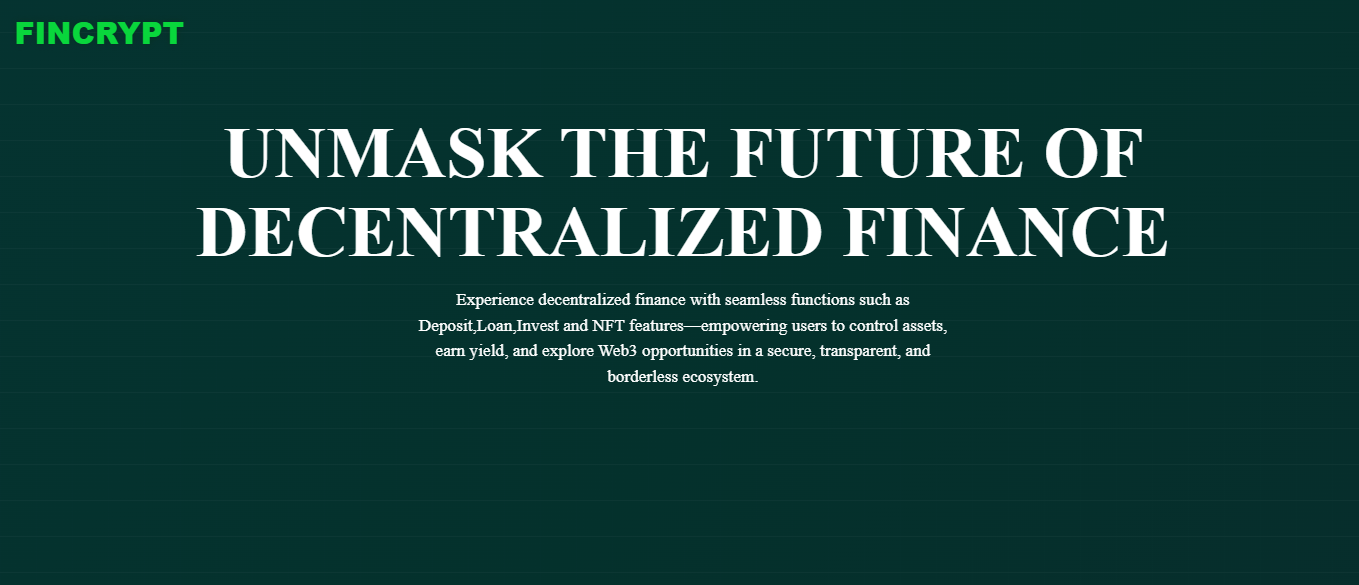 FINCRYPT
UNMASK THE FUTURE OF
DECENTRALIZED FINANCE
Experience decentralized finance with seamless functions such as
Deposit,Loan,Invest and NFT features—empowering users to control assets,
earn yield, and explore Web3 opportunities in a secure, transparent, and
borderless ecosystem.